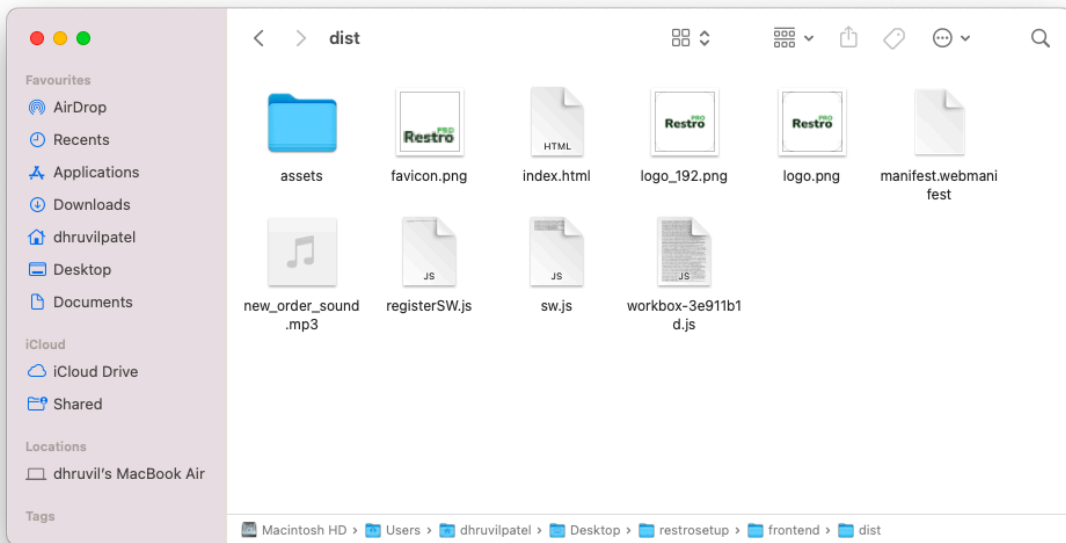 dist
Favourites
AirDrop
Recents
Applications
Downloads
dhruvilpatel
Desktop
Documents
iCloud
iCloud Drive
Shared
Locations
dhruvil's MacBook Air
Tags
assets
Restro PRO
favicon.png
HTML
index.html
Restro PRO
logo_192.png
Restro PRO
logo.png
manifest.webmani
fest
new_order_sound
.mp3
JS
registerSW.js
JS
sw.js
JS
workbox-3e911b1
d.js
Macintosh HD › Users › dhruvilpatel › Desktop › restrosetup › frontend › dist